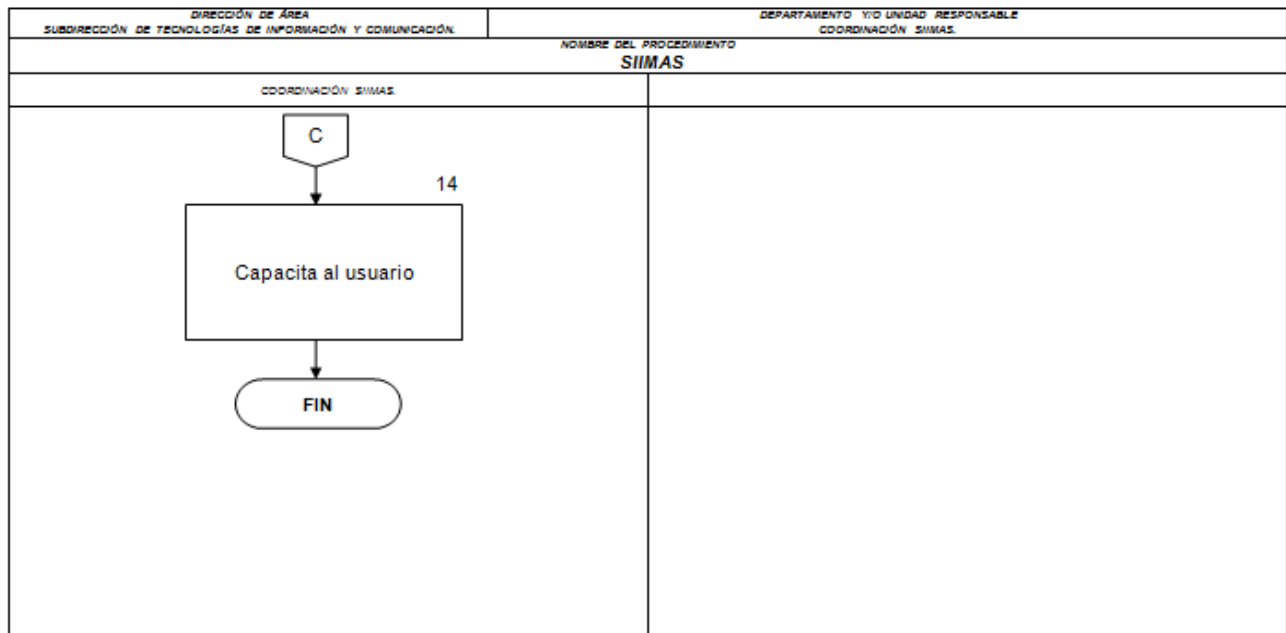 DIRECCIÓN DE ÁREA
SUBDIRECCIÓN DE TECNOLOGÍAS DE INFORMACIÓN Y COMUNICACIÓN.
DEPARTAMENTO Y/O UNIDAD RESPONSABLE
COORDINACIÓN SIIMAS.
NOMBRE DEL PROCEDIMIENTO
SIIMAS
COORDINACIÓN SIIMAS.
C
14
Capacita al usuario
FIN